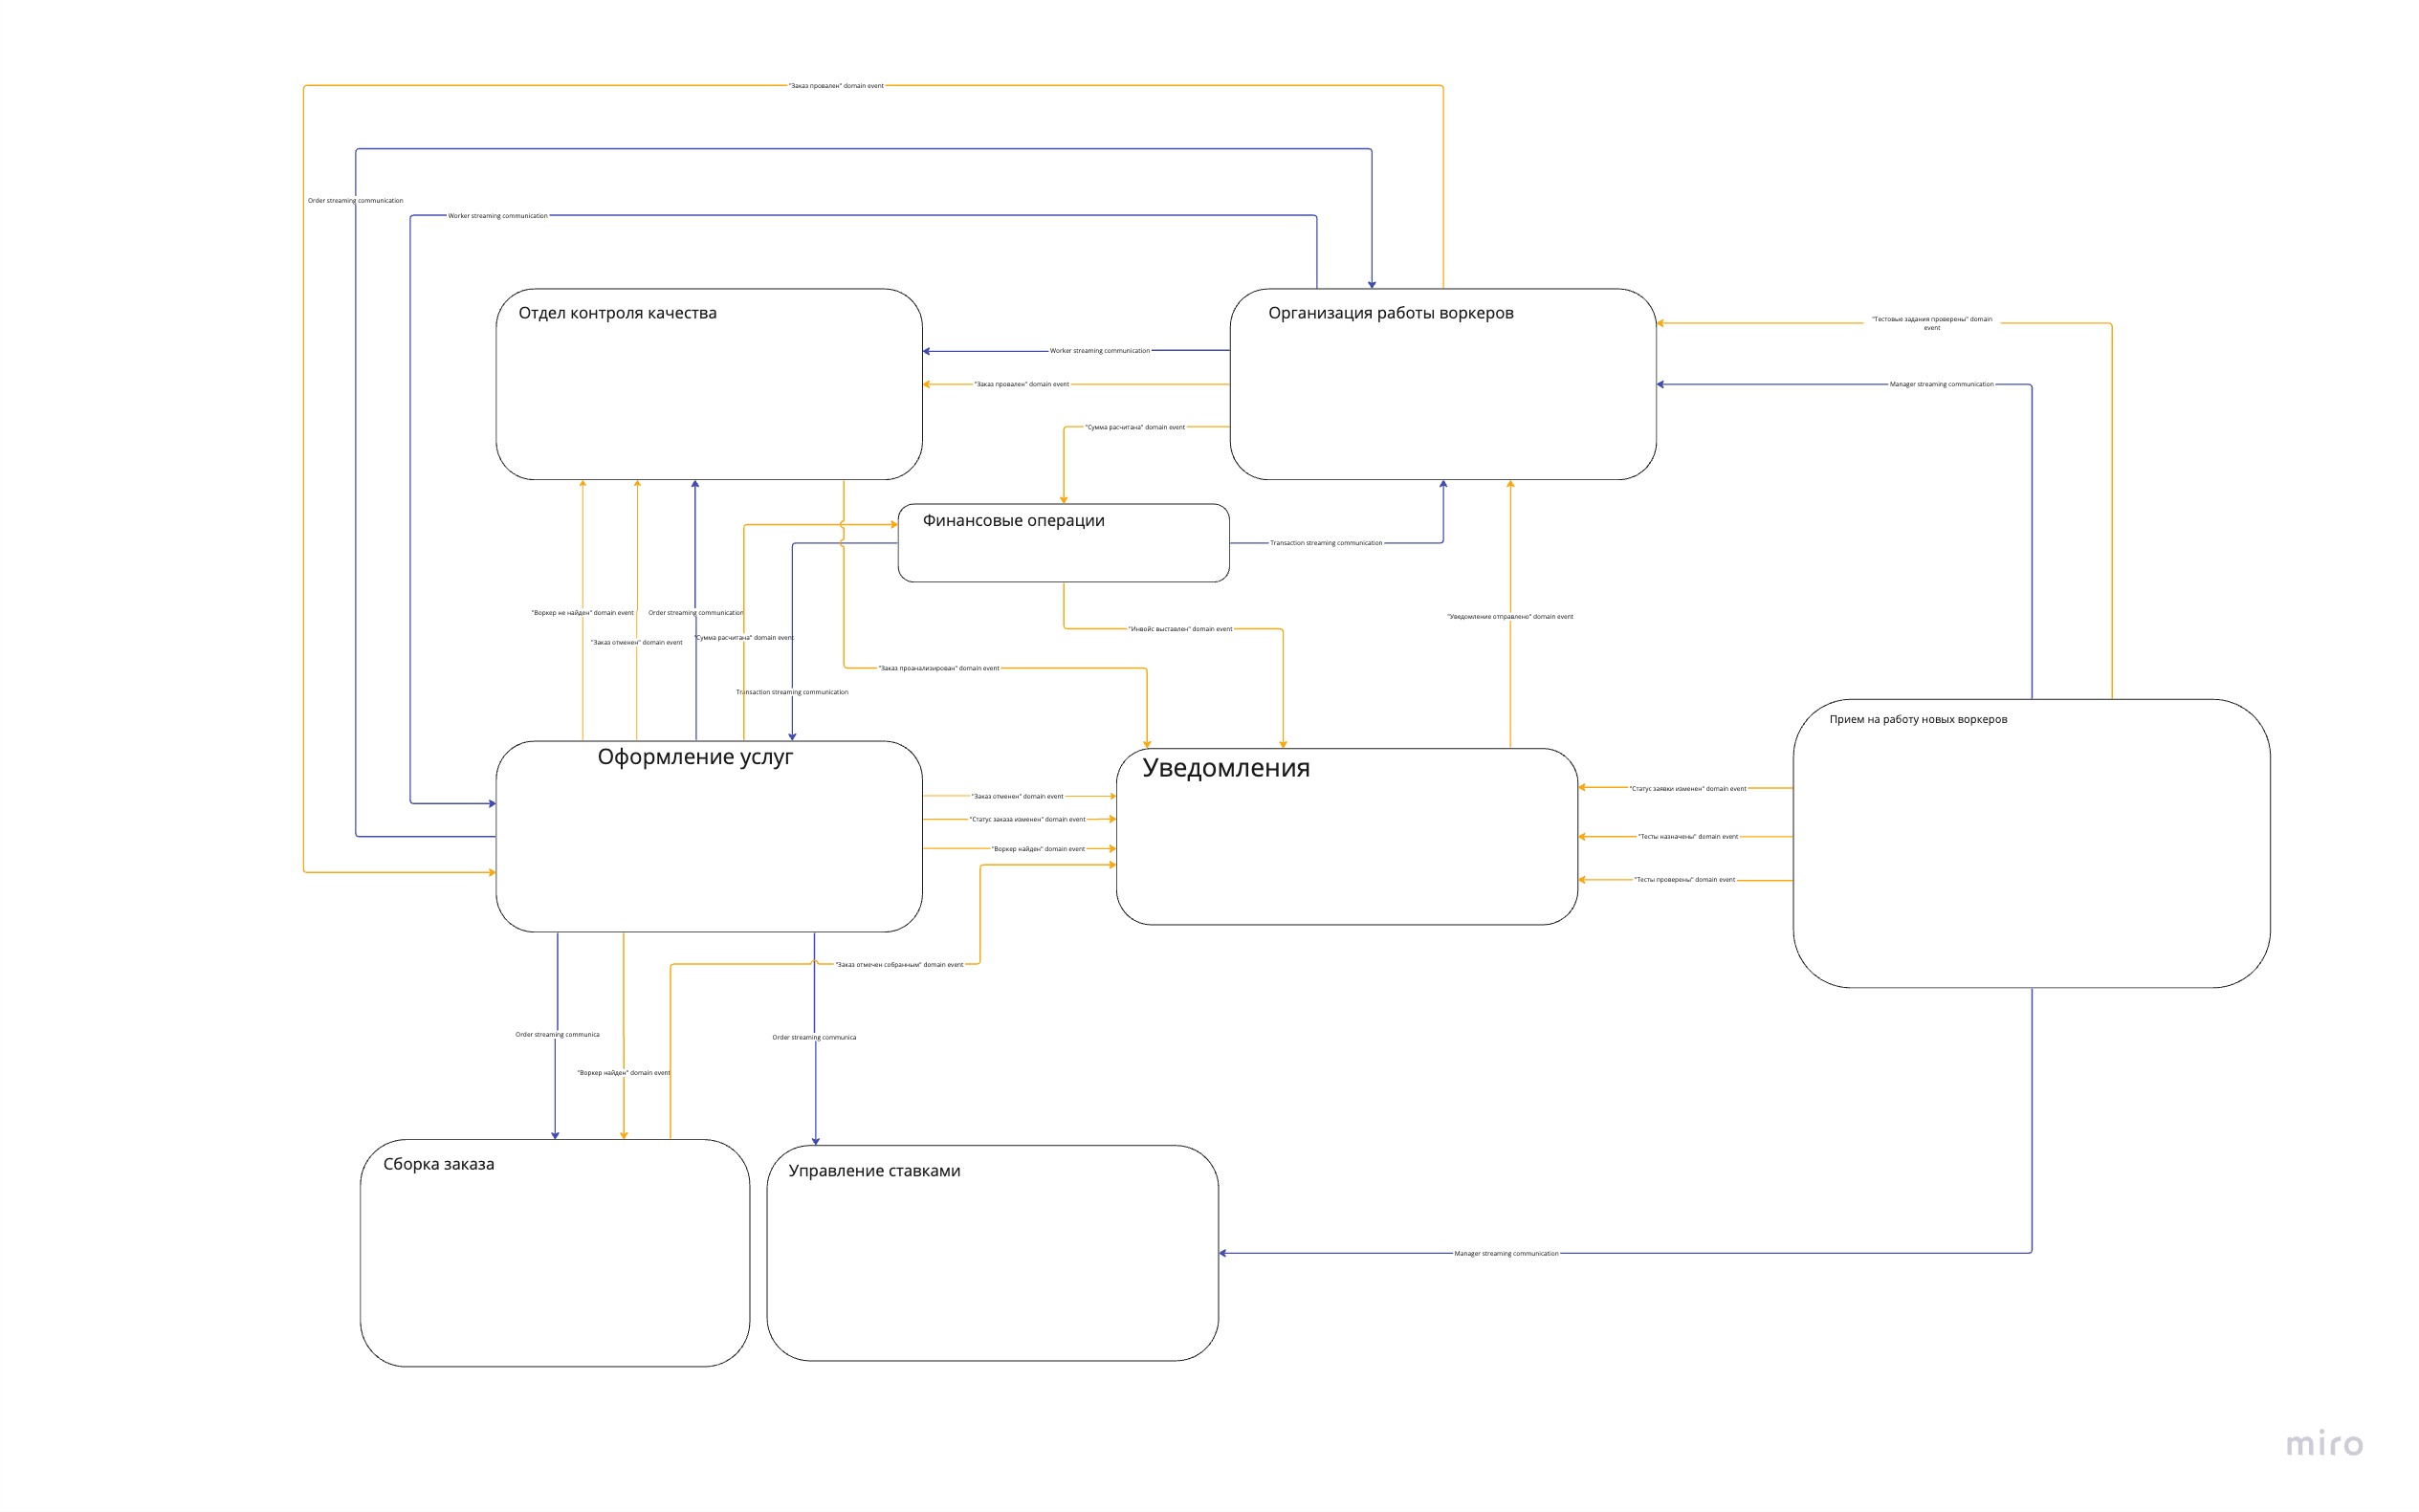 "Заказ провален" domain event
Order streaming communication
Worker streaming communication
Отдел контроля качества
Организация работы воркеров
"Тестовые задания проверены" domain
event
Worker streaming communication
"Заказ провален" domain event
Manager streaming communication
"Сумма расчитана" domain event
Финансовые операции
Transaction streaming communication
"Воркер не найден" domain event
Order streaming communication
"Уведомление отправлено" domain event
"Инвойс выставлен" domain event
"Сумма расчитана" domain event
"Заказ отменен" domain event
"Заказ проанализирован" domain event
Transaction streaming communication
Прием на работу новых воркеров
Оформление услуг
Уведомления
"Статус заявки изменен" domain event
"Заказ отменен" domain event
"Статус заказа изменен" domain event
"Тесты назначены" domain event
"Воркер найден" domain event
"Тесты проверены" domain event
"Заказ отмечен собранным" domain event
Order streaming communica
Order streaming communica
"Воркер найден" domain event
Сборка заказа
Управление ставками
Manager streaming communication
miro